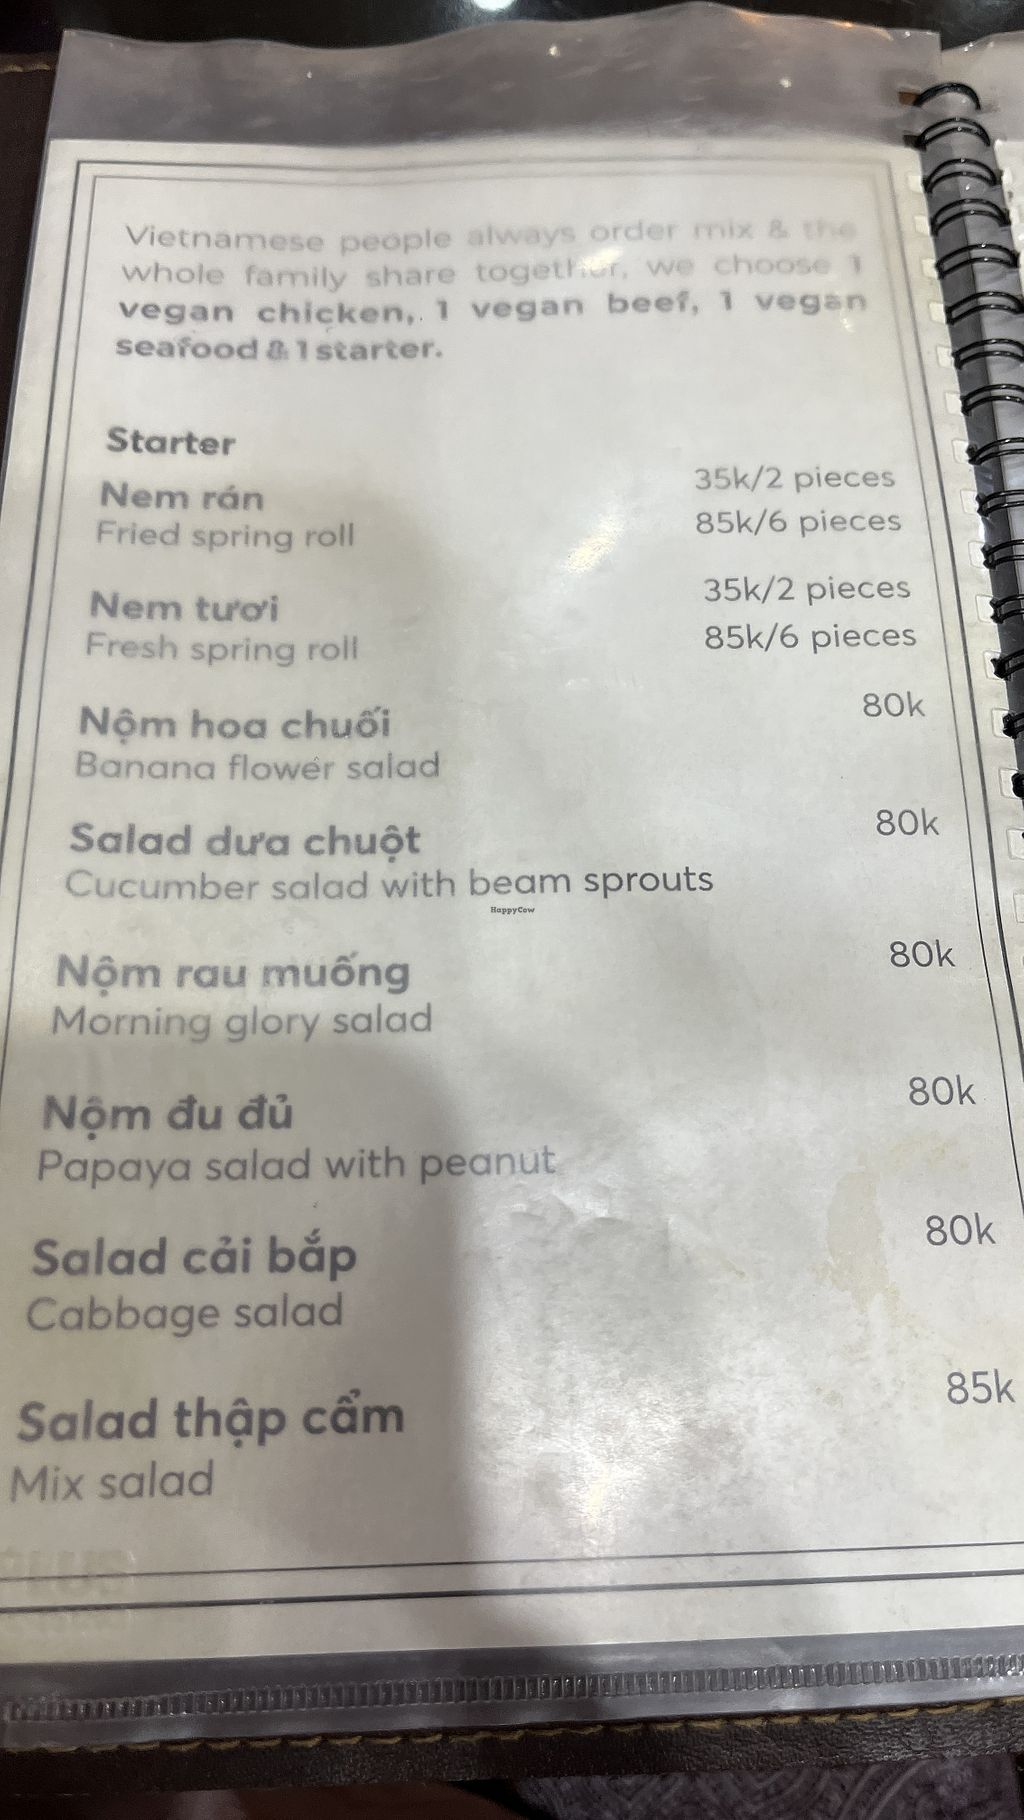 Vietnamese people always order mix & the
whole family share together, we choose 1
vegan chicken, 1 vegan beef, 1 vegan
seafood & 1 starter.
Starter
Nem rán
35k/2 pieces
Fried spring roll
85k/6 pieces
Nem tươi
35k/2 pieces
Fresh spring roll
85k/6 pieces
Nộm hoa chuối
80k
Banana flower salad
Salad dưa chuột
80k
Cucumber salad with beam sprouts
HappyCow
Nộm rau muống
80k
Morning glory salad
Nộm đu đủ
80k
Papaya salad with peanut
Salad cải bắp
80k
Cabbage salad
Salad thập cẩm
85k
Mix salad